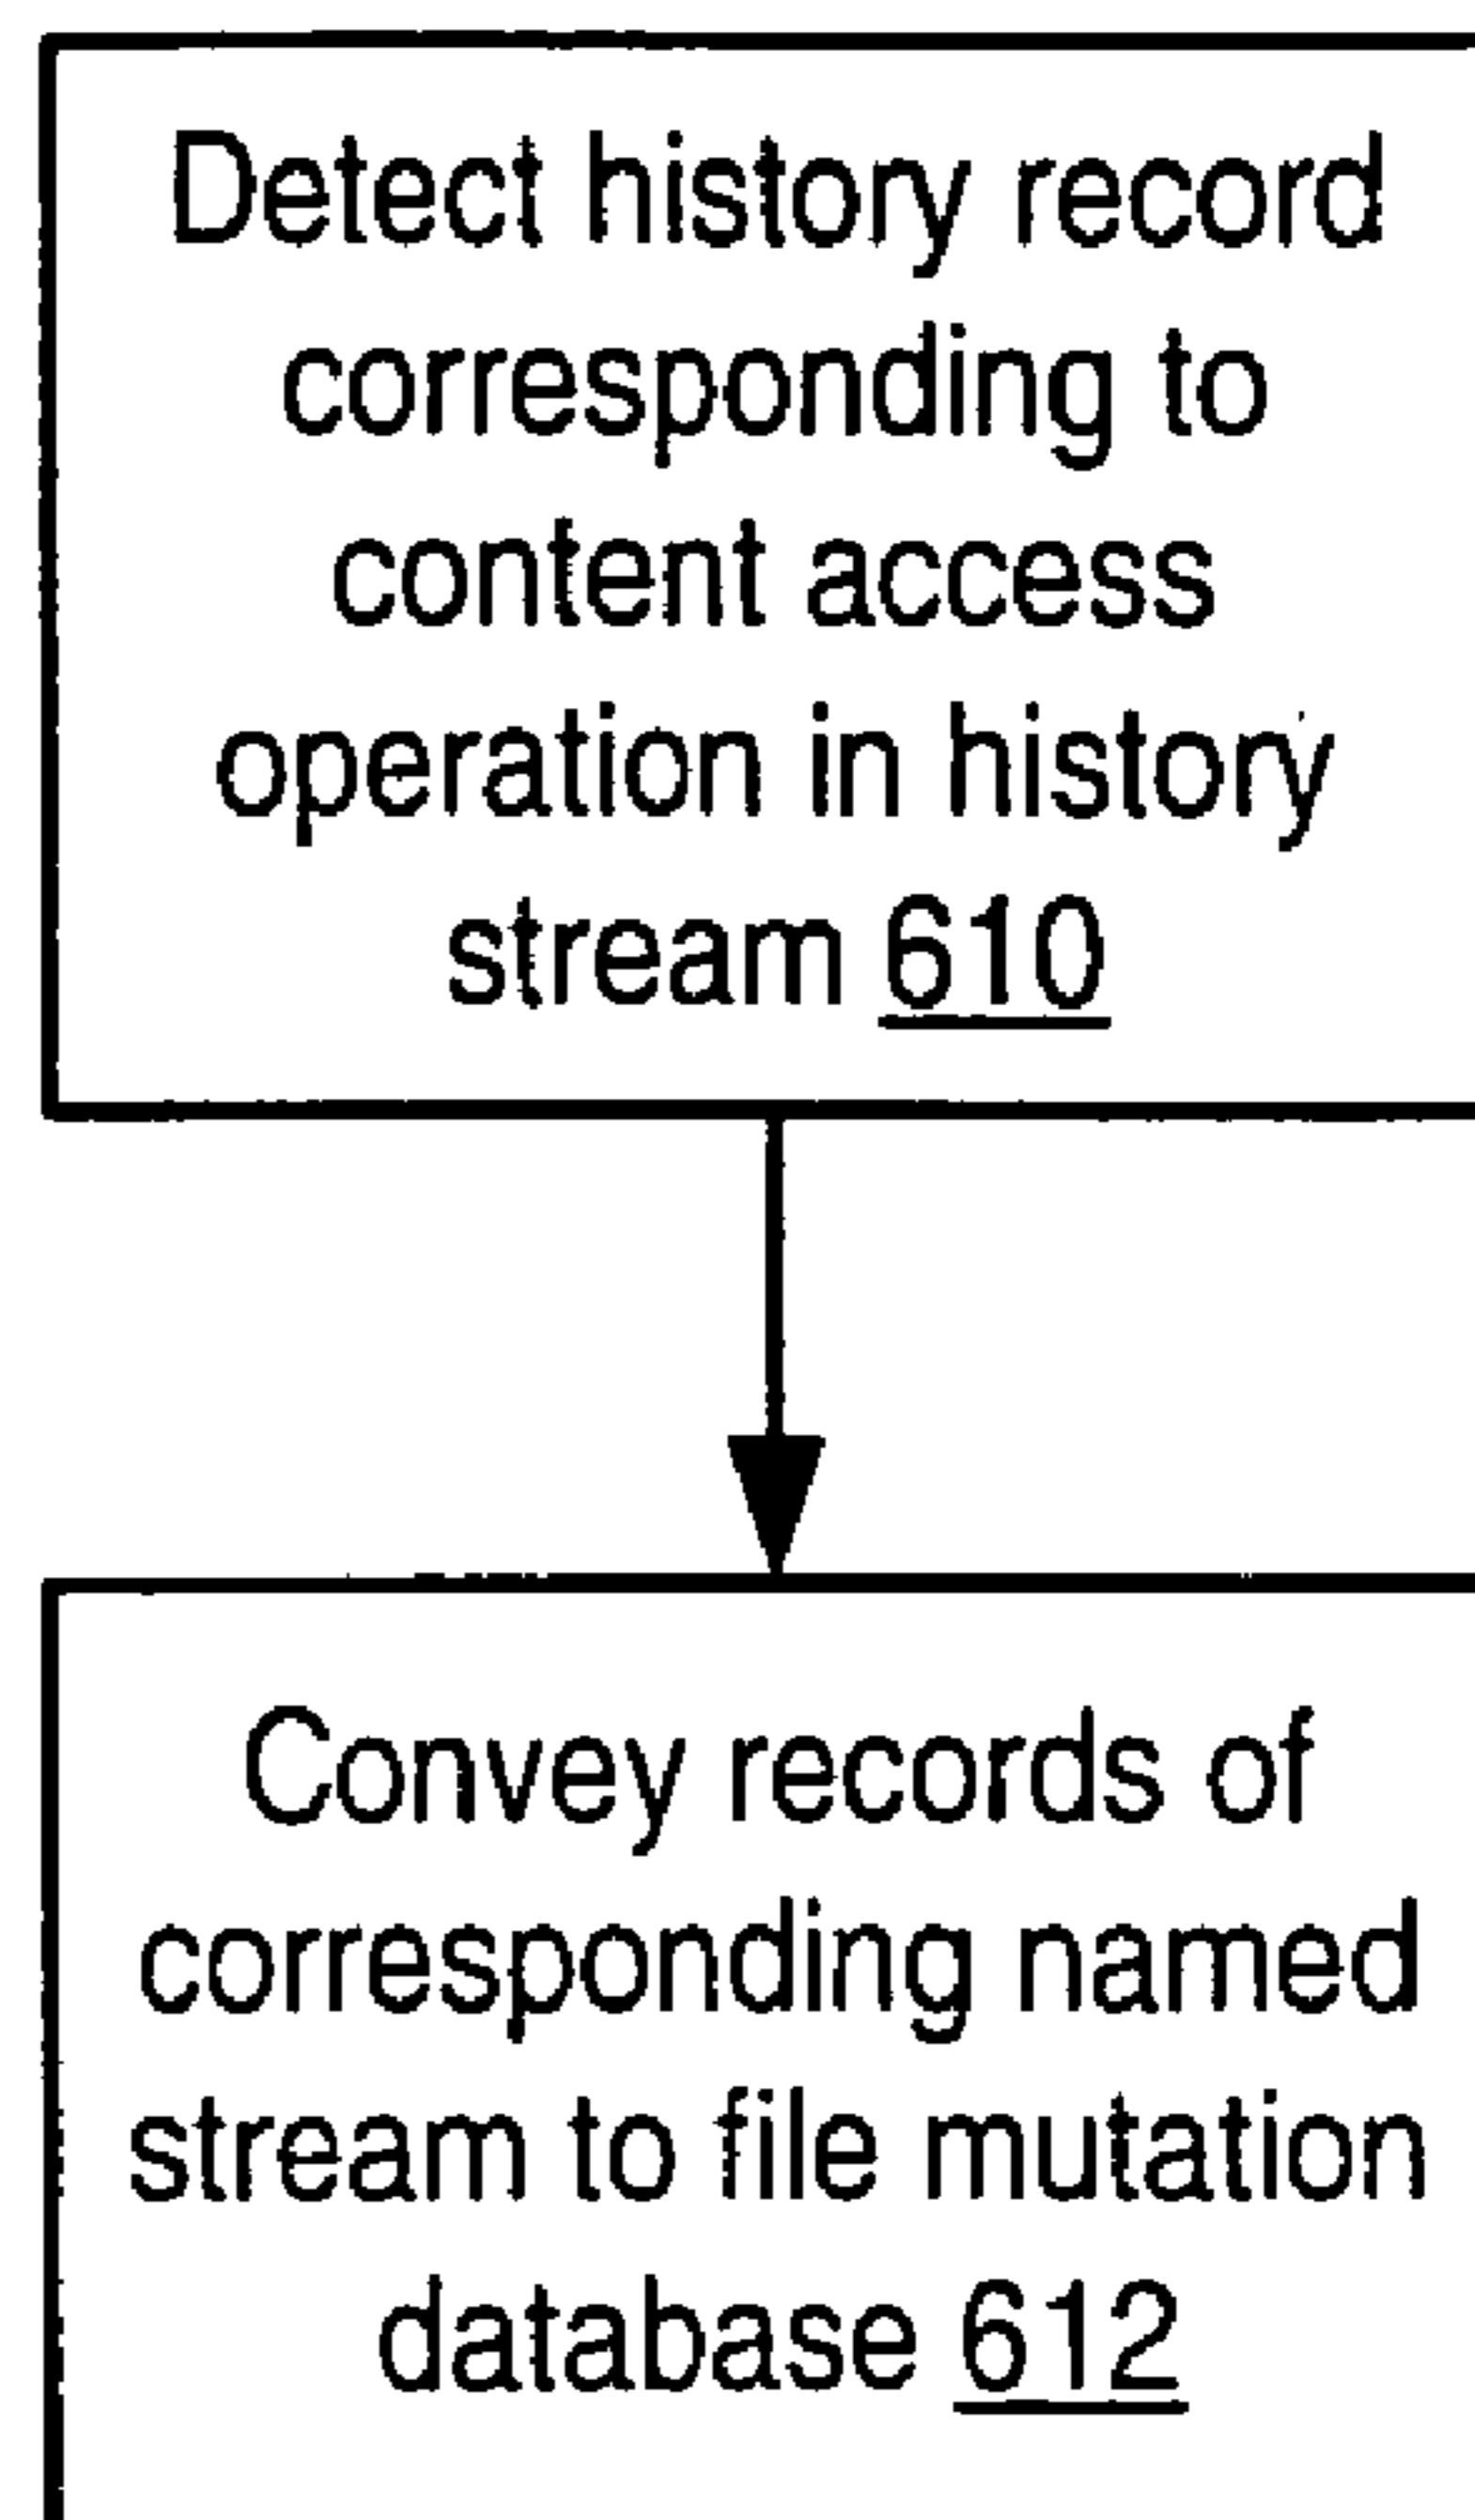 Detect history record
corresponding to
content access
operation in history
stream 610
Convey records of
corresponding named
stream to file mutation
database 612